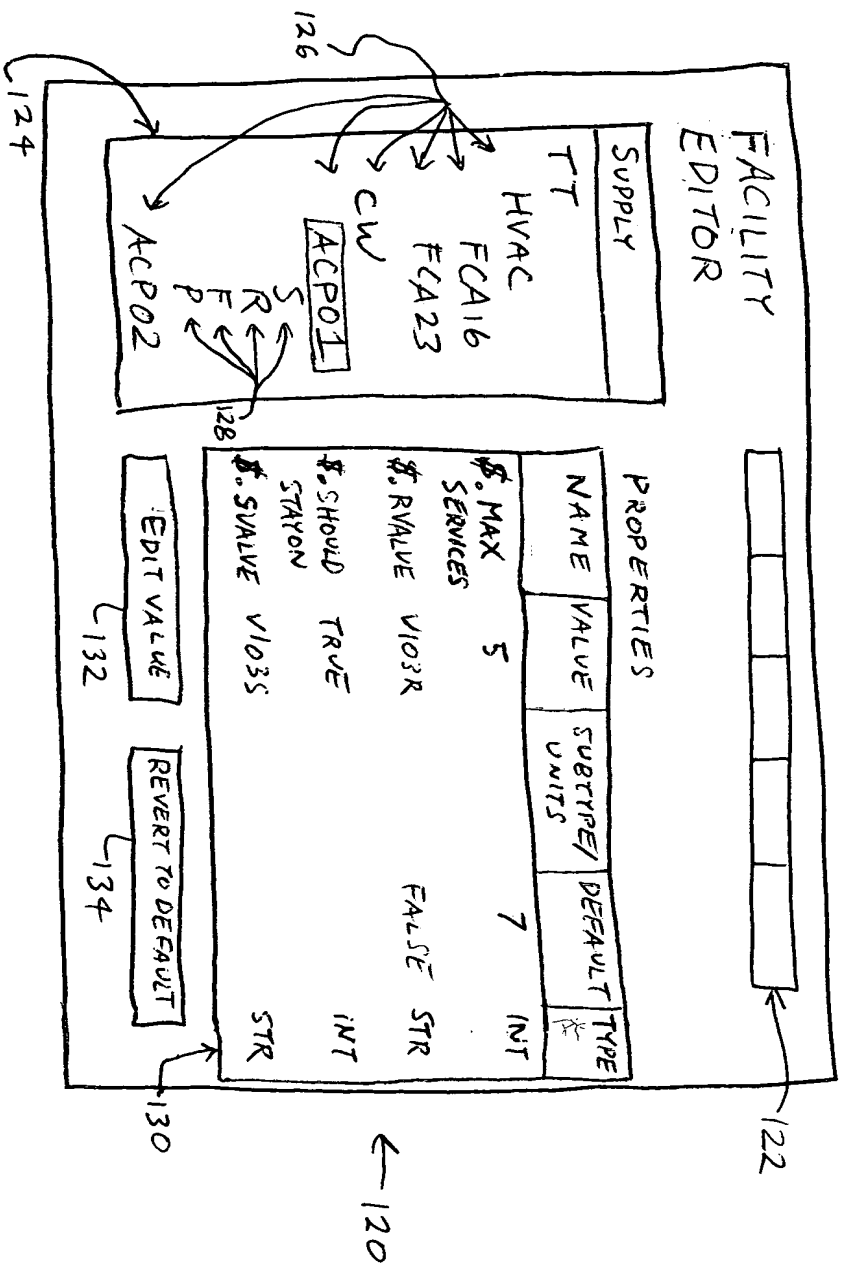 FACILITY
EDITOR
122
SUPPLY
TT
HVAC
FCA16
FCA23
CW
ACP01
S
R
F
P
ACP02
126
128
124
PROPERTIES
NAME VALUE SUBTYPE/ UNITS DEFAULT TYPE
$.MAX SERVICES 5 7 INT
$.RVALUE V103R FALSE STR
$.SHOULD STAYON TRUE INT
$.SVALVE V103S STR
130
EDIT VALUE
132
REVERT TO DEFAULT
134
120